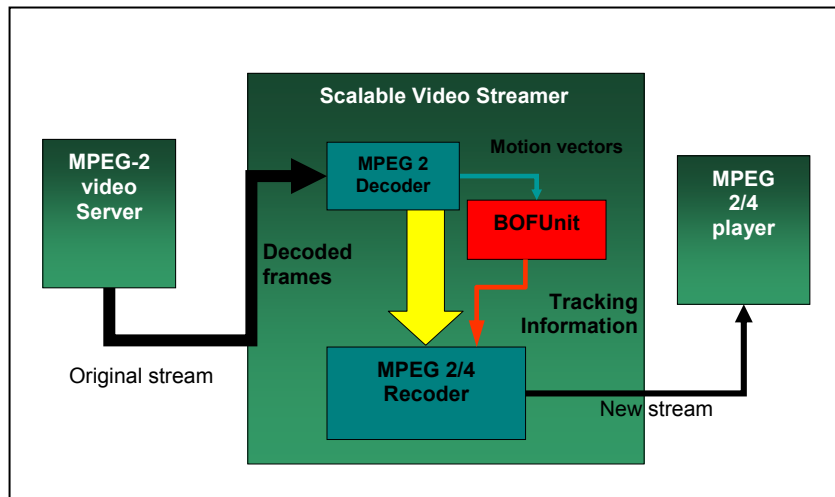 Scalable Video Streamer
MPEG-2
video
Server
MPEG 2
Decoder
Motion vectors
BOFUnit
MPEG
2/4
player
Decoded
frames
Tracking
Information
MPEG 2/4
Recoder
Original stream
New stream